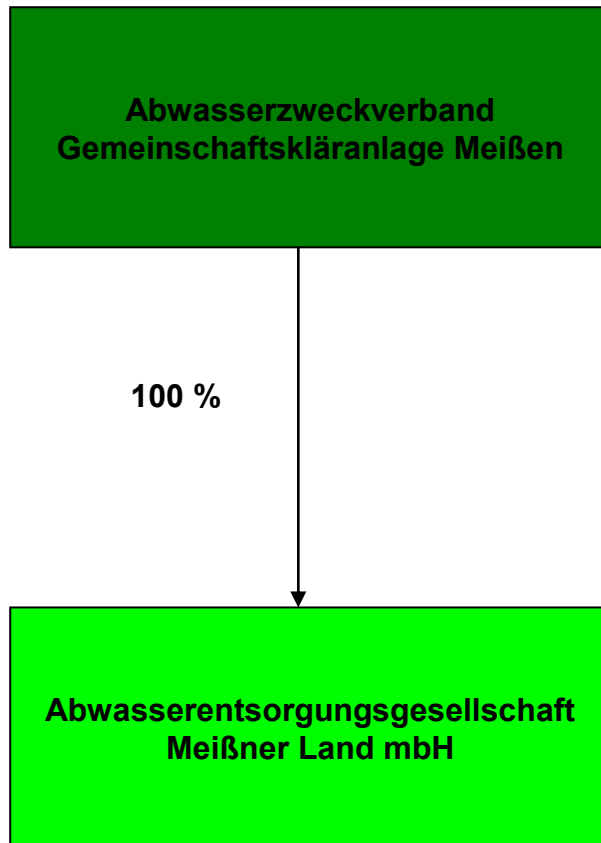 Abwasserzweckverband
Gemeinschaftskläranlage Meißen
100 %
Abwasserentsorgungsgesellschaft
Meißner Land mbH